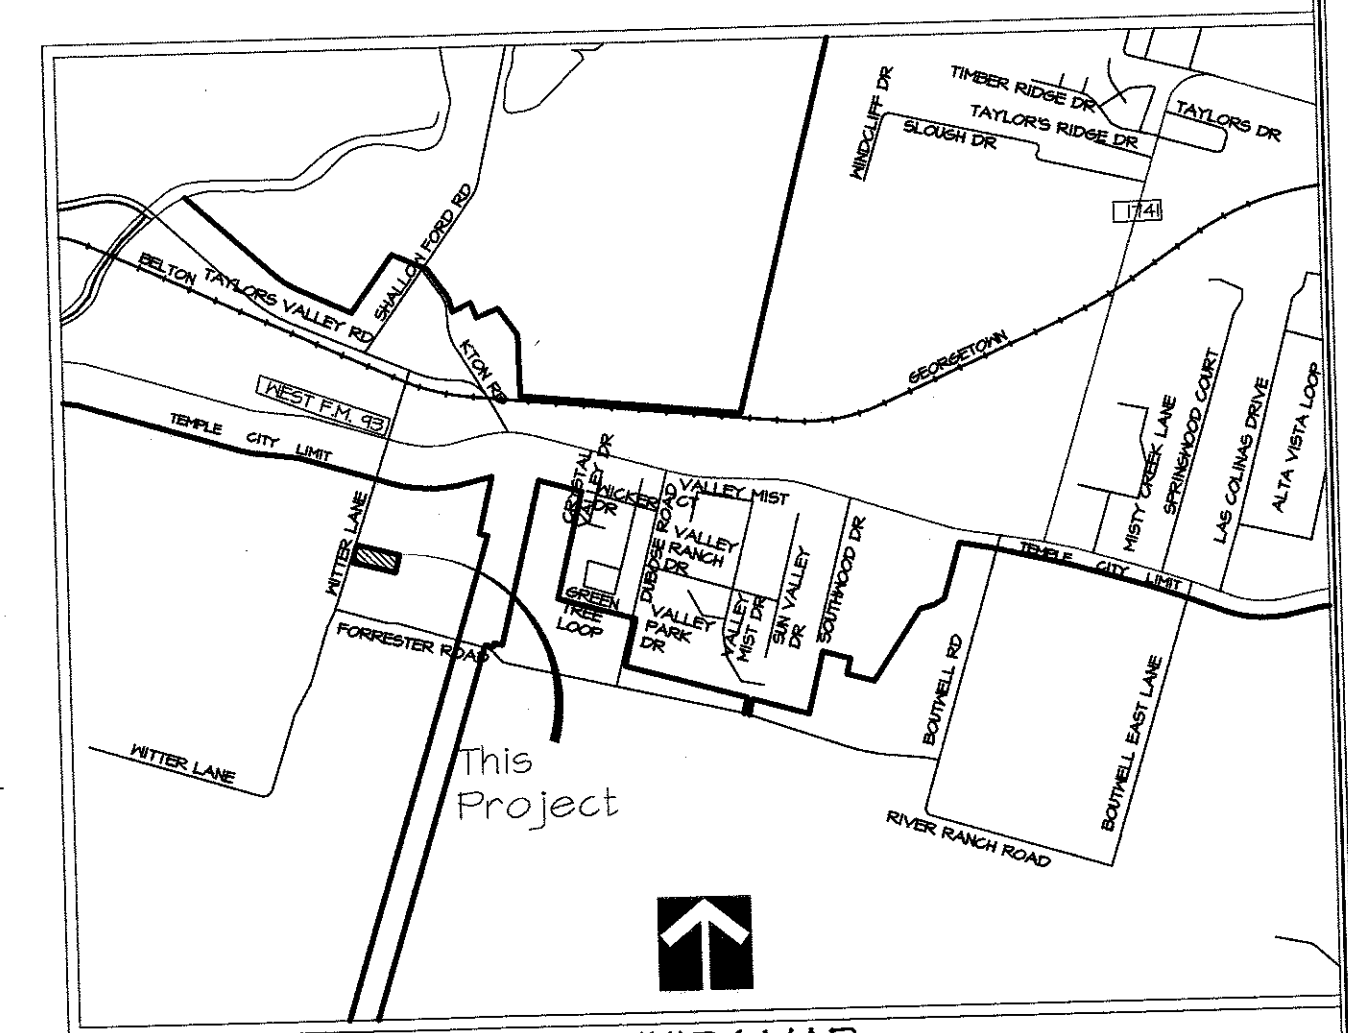 WINDCLIFF DR
TIMBER RIDGE DR
TAYLOR'S RIDGE DR
TAYLORS DR
SLOUGH DR
1741
SHALLOW FORD RD
BELTON
TAYLORS VALLEY RD
KTON RD
GEORGETOWN
WEST F.M. 93
TEMPLE CITY LIMIT
WITTER LANE
CRYSTAL
VALLEY DR
WICKER
DR
DUBOSE ROAD
VALLEY MIST
CT
VALLEY
RANCH
DR
GREEN
TREE
LOOP
VALLEY
PARK
DR
VALLEY
MIST DR
SUN VALLEY
DR
SOUTHWOOD DR
MISTY CREEK LANE
SPRINGWOOD COURT
LAS COLINAS DRIVE
ALTA VISTA LOOP
TEMPLE CITY LIMIT
FORRESTER ROAD
BOUTWELL RD
BOUTWELL EAST LANE
WITTER LANE
This
Project
RIVER RANCH ROAD